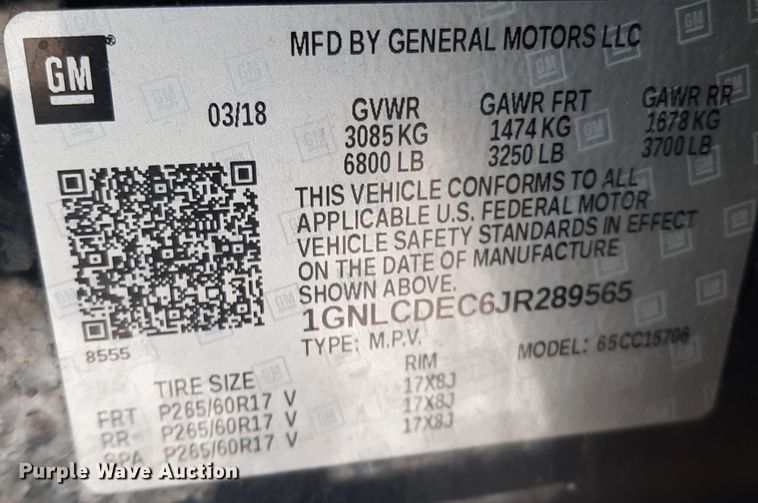 GM
MFD BY GENERAL MOTORS LLC
03/18 GVWR GAWR FRT GAWR RR
3085 KG 1474 KG 1678 KG
6800 LB 3250 LB 3700 LB
THIS VEHICLE CONFORMS TO ALL
APPLICABLE U.S. FEDERAL MOTOR
VEHICLE SAFETY STANDARDS IN EFFECT
ON THE DATE OF MANUFACTURE
SHOWN ABOVE.
1GNLCDEC6JR289565
8555
TYPE: M.P.V. MODEL: 65CC15706
TIRE SIZE RIM
FRT P265/60R17 V 17X8J
RR P265/60R17 V 17X8J
SPA P265/60R17 V 17X8J
Purple Wave Auction